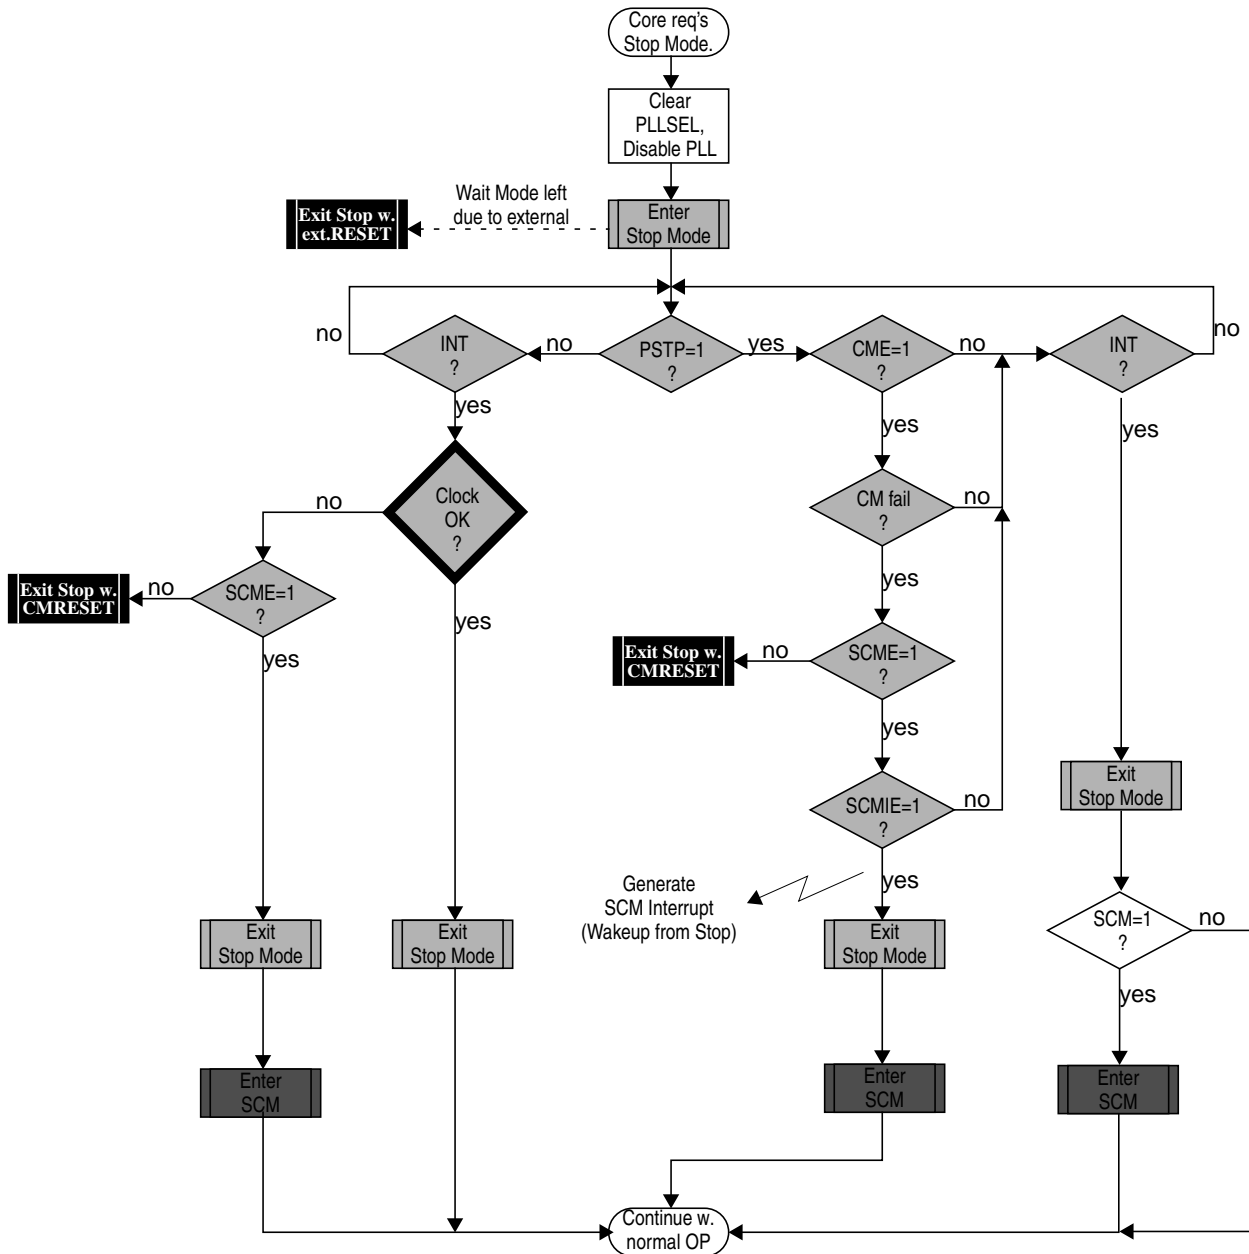 Core req's
Stop Mode.
Clear
PLLSEL,
Disable PLL
Wait Mode left
due to external
Exit Stop w.
ext.RESET
Enter
Stop Mode
no
INT
?
no
PSTP=1
?
yes
CME=1
?
no
INT
?
no
yes
yes
yes
Clock
OK
?
no
CM fail
?
no
yes
Exit Stop w.
CMRESET
no
SCME=1
?
yes
yes
Exit Stop w.
CMRESET
no
SCME=1
?
yes
SCMIE=1
?
no
Exit
Stop Mode
Generate
SCM Interrupt
(Wakeup from Stop)
yes
Exit
Stop Mode
Exit
Stop Mode
Exit
Stop Mode
SCM=1
?
no
yes
Enter
SCM
Enter
SCM
Enter
SCM
Continue w.
normal OP